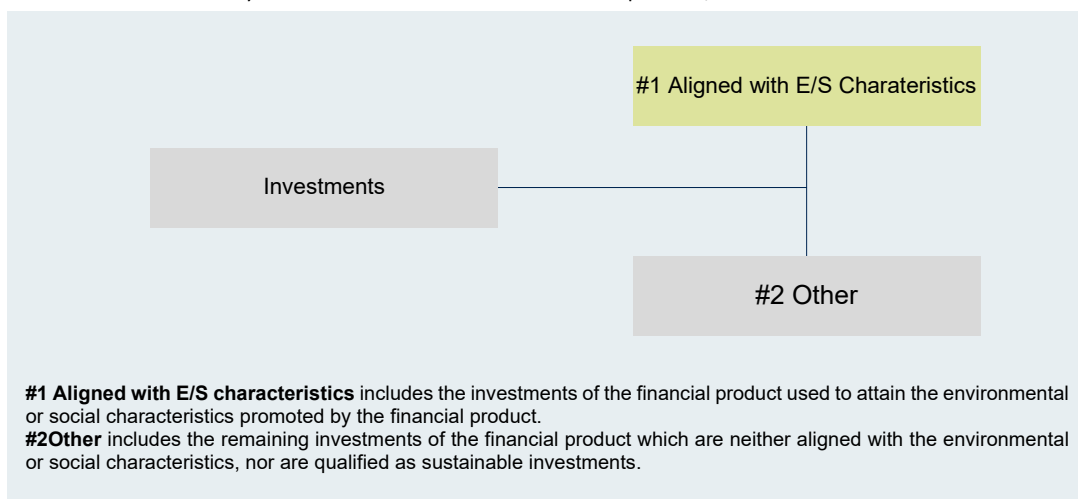 #1 Aligned with E/S Charateristics
Investments
#2 Other
#1 Aligned with E/S characteristics includes the investments of the financial product used to attain the environmental
or social characteristics promoted by the financial product.
#2Other includes the remaining investments of the financial product which are neither aligned with the environmental
or social characteristics, nor are qualified as sustainable investments.